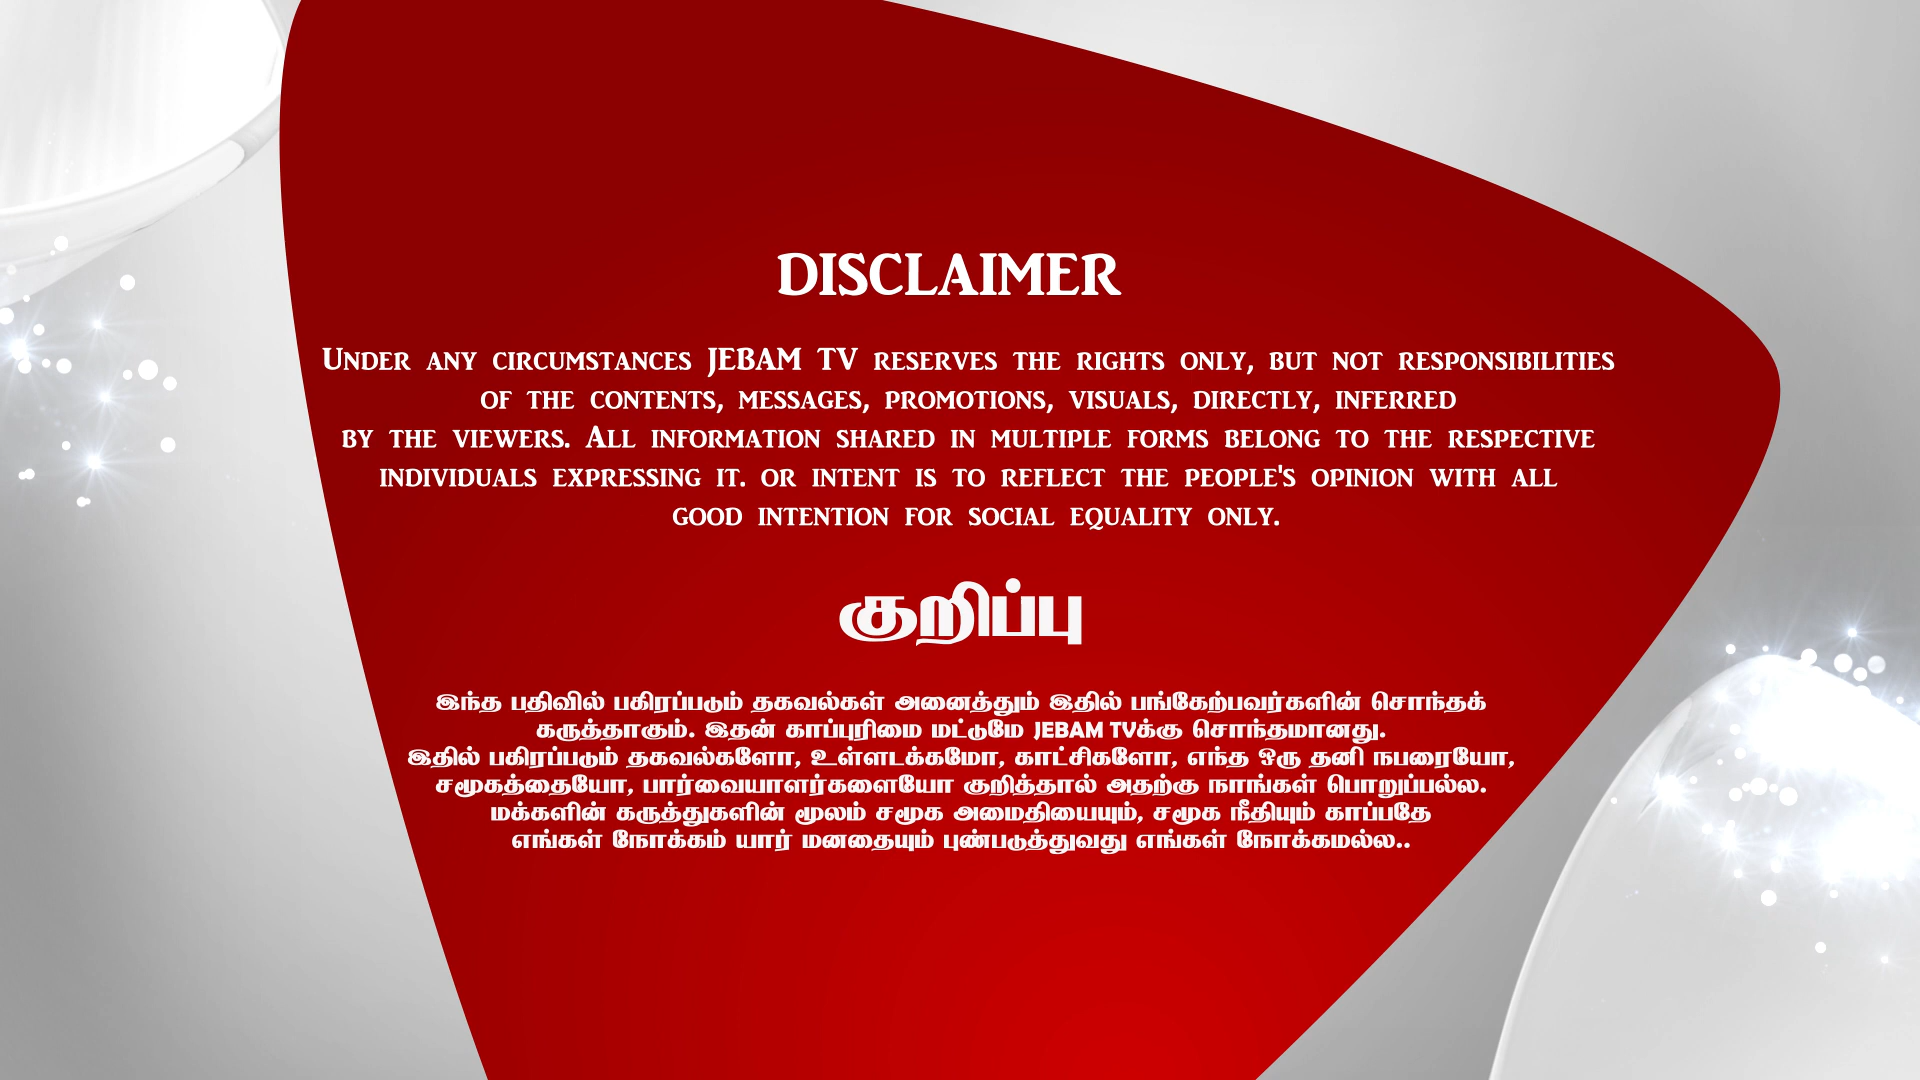 DISCLAIMER
UNDER ANY CIRCUMSTANCES JEBAM TV RESERVES THE RIGHTS ONLY, BUT NOT RESPONSIBILITIES
OF THE CONTENTS, MESSAGES, PROMOTIONS, VISUALS, DIRECTLY, INFERRED
BY THE VIEWERS. ALL INFORMATION SHARED IN MULTIPLE FORMS BELONG TO THE RESPECTIVE
INDIVIDUALS EXPRESSING IT. OR INTENT IS TO REFLECT THE PEOPLE'S OPINION WITH ALL
GOOD INTENTION FOR SOCIAL EQUALITY ONLY.
குறிப்பு
இந்த பதிவில் பகிரப்படும் தகவல்கள் அனைத்தும் இதில் பங்கேற்பவர்களின் சொந்தக்
கருத்தாகும். இதன் காப்புரிமை மட்டுமே JEBAM TVக்கு சொந்தமானது.
இதில் பகிரப்படும் தகவல்களோ, உள்ளடக்கமோ, காட்சிகளோ, எந்த ஒரு தனி நபரையோ,
சமூகத்தையோ, பார்வையாளர்களையோ குறித்தால் அதற்கு நாங்கள் பொறுப்பல்ல.
மக்களின் கருத்துகளின் மூலம் சமூக அமைதியையும், சமூக நீதியும் காப்பதே
எங்கள் நோக்கம் யார் மனதையும் புண்படுத்துவது எங்கள் நோக்கமல்ல..